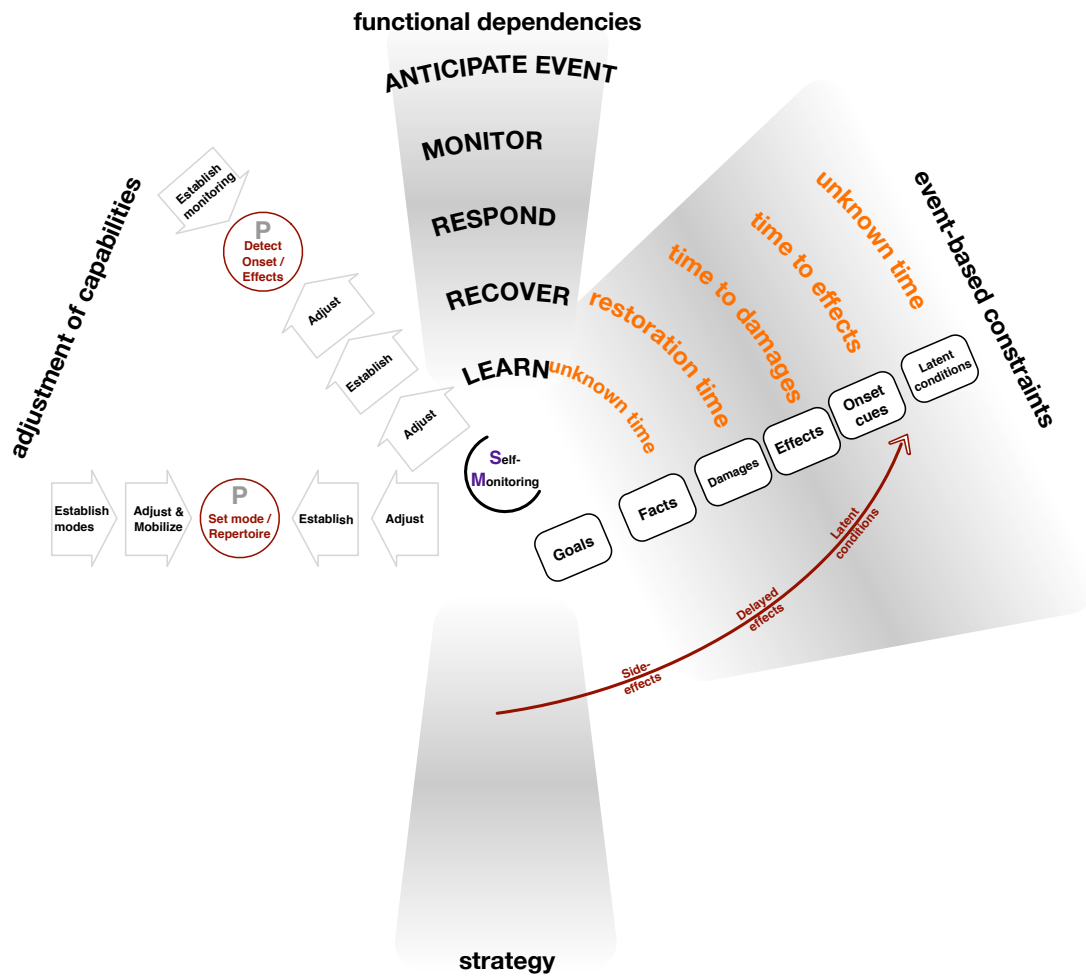 functional dependencies
ANTICIPATE EVENT
MONITOR
RESPOND
RECOVER
LEARN
adjustment of capabilities
Establish
monitoring
P
Detect
Onset /
Effects
Adjust
Establish
Adjust
Establish
modes
Adjust &
Mobilize
P
Set mode /
Repertoire
Establish
Adjust
Self-
Monitoring
unknown time
restoration time
time to damages
time to effects
unknown time
event-based constraints
Goals
Facts
Damages
Effects
Onset
cues
Latent
conditions
Side-
effects
Delayed
effects
Latent
conditions
strategy